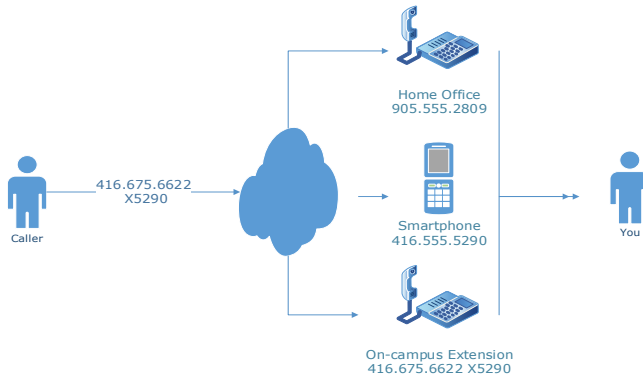 Home Office
905.555.2809
416.675.6622
X5290
Caller
Smartphone
416.555.5290
You
On-campus Extension
416.675.6622 X5290